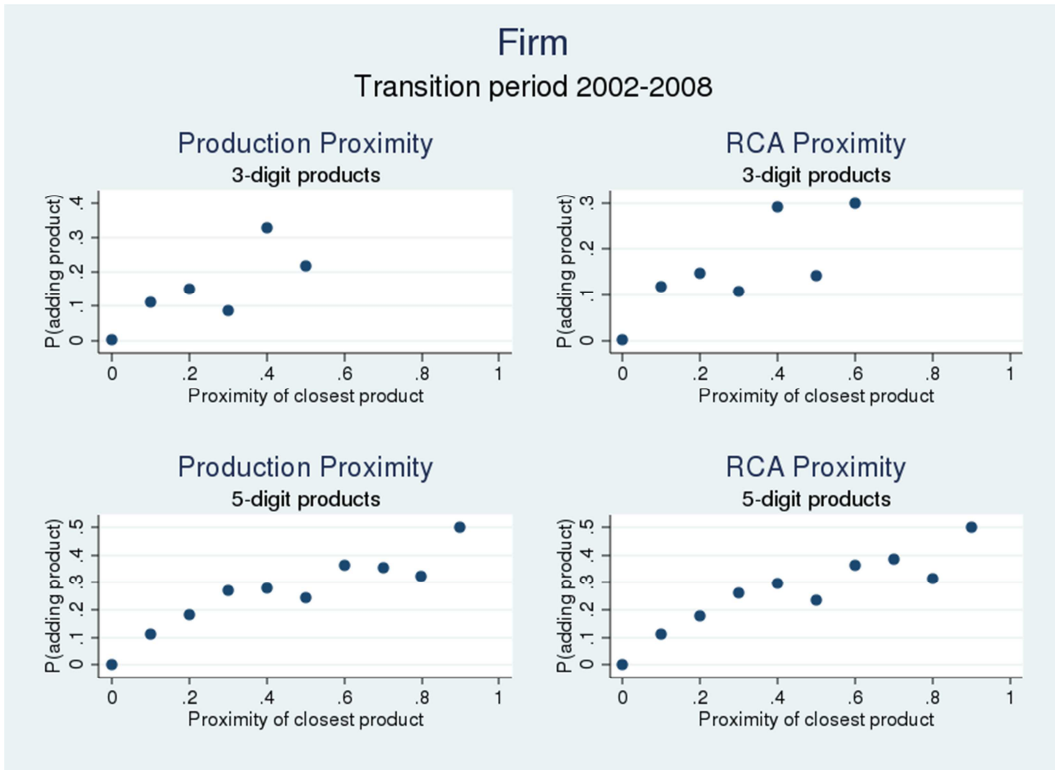 Firm
Transition period 2002-2008
Production Proximity
3-digit products
P(adding product)
.4
.3
.2
.1
0
0 .2 .4 .6 .8 1
Proximity of closest product
RCA Proximity
3-digit products
P(adding product)
.3
.2
.1
0
0 .2 .4 .6 .8 1
Proximity of closest product
Production Proximity
5-digit products
P(adding product)
.5
.4
.3
.2
.1
0
0 .2 .4 .6 .8 1
Proximity of closest product
RCA Proximity
5-digit products
P(adding product)
.5
.4
.3
.2
.1
0
0 .2 .4 .6 .8 1
Proximity of closest product